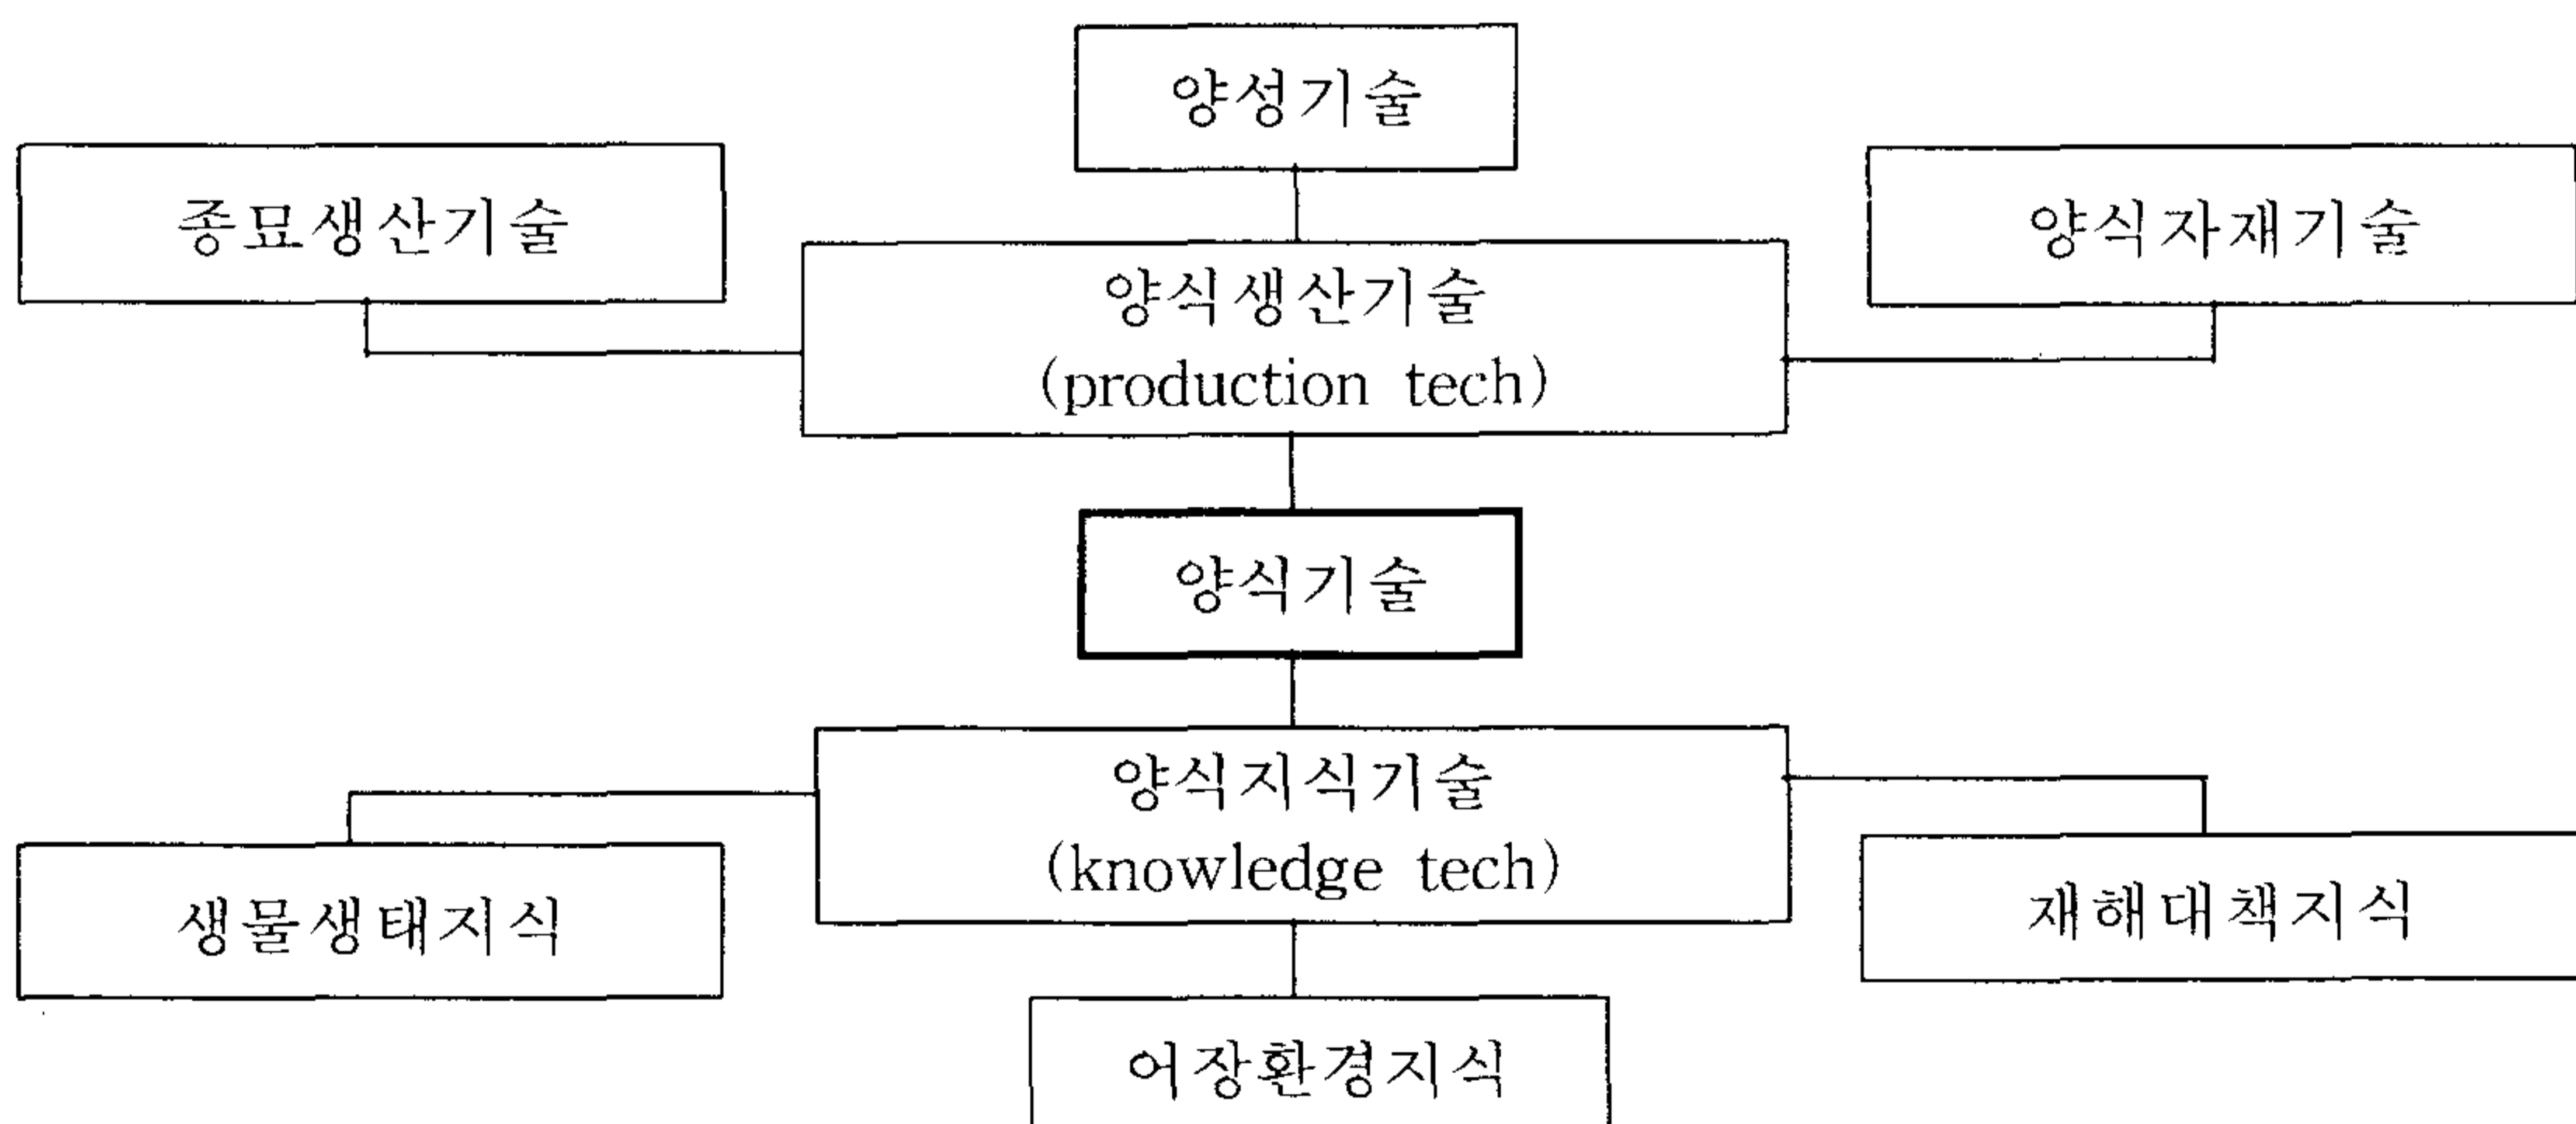 양성기술
종묘생산기술
양식자재기술
양식생산기술
(production tech)
양식기술
양식지식기술
(knowledge tech)
생물생태지식
재해대책지식
어장환경지식